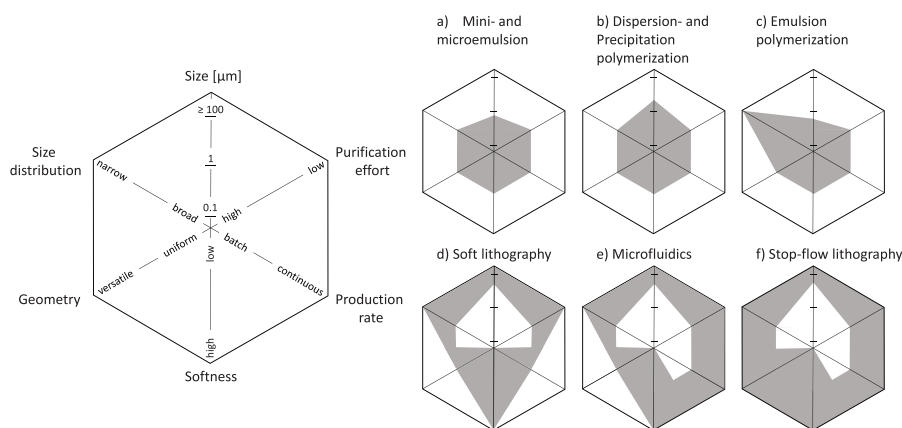 Size [µm]
≥ 100
1
0.1
Size
distribution
narrow
broad
Purification
effort
low
high
Geometry
versatile
uniform
Production
rate
batch
continuous
low
high
Softness
a) Mini- and
microemulsion
b) Dispersion- and
Precipitation
polymerization
c) Emulsion
polymerization
d) Soft lithography
e) Microfluidics
f) Stop-flow lithography